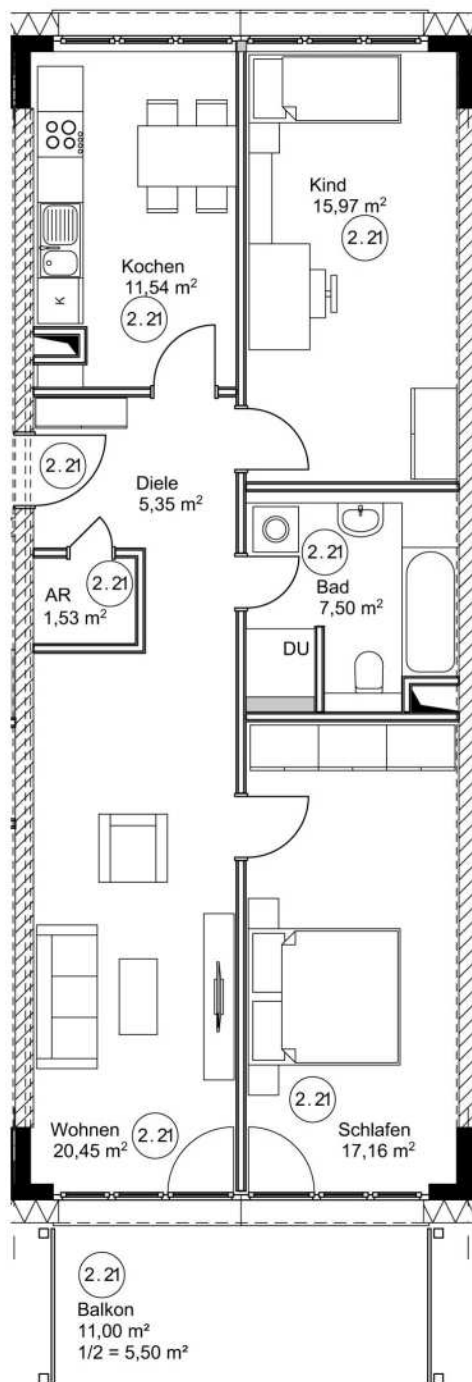 Kind
15,97 m²
2.21
Kochen
11,54 m²
2.21
K
2.21
Diele
5,35 m²
AR
1,53 m²
2.21
2.21
Bad
7,50 m²
DU
Wohnen
20,45 m²
2.21
2.21
Schlafen
17,16 m²
2.21
Balkon
11,00 m²
1/2 = 5,50 m²